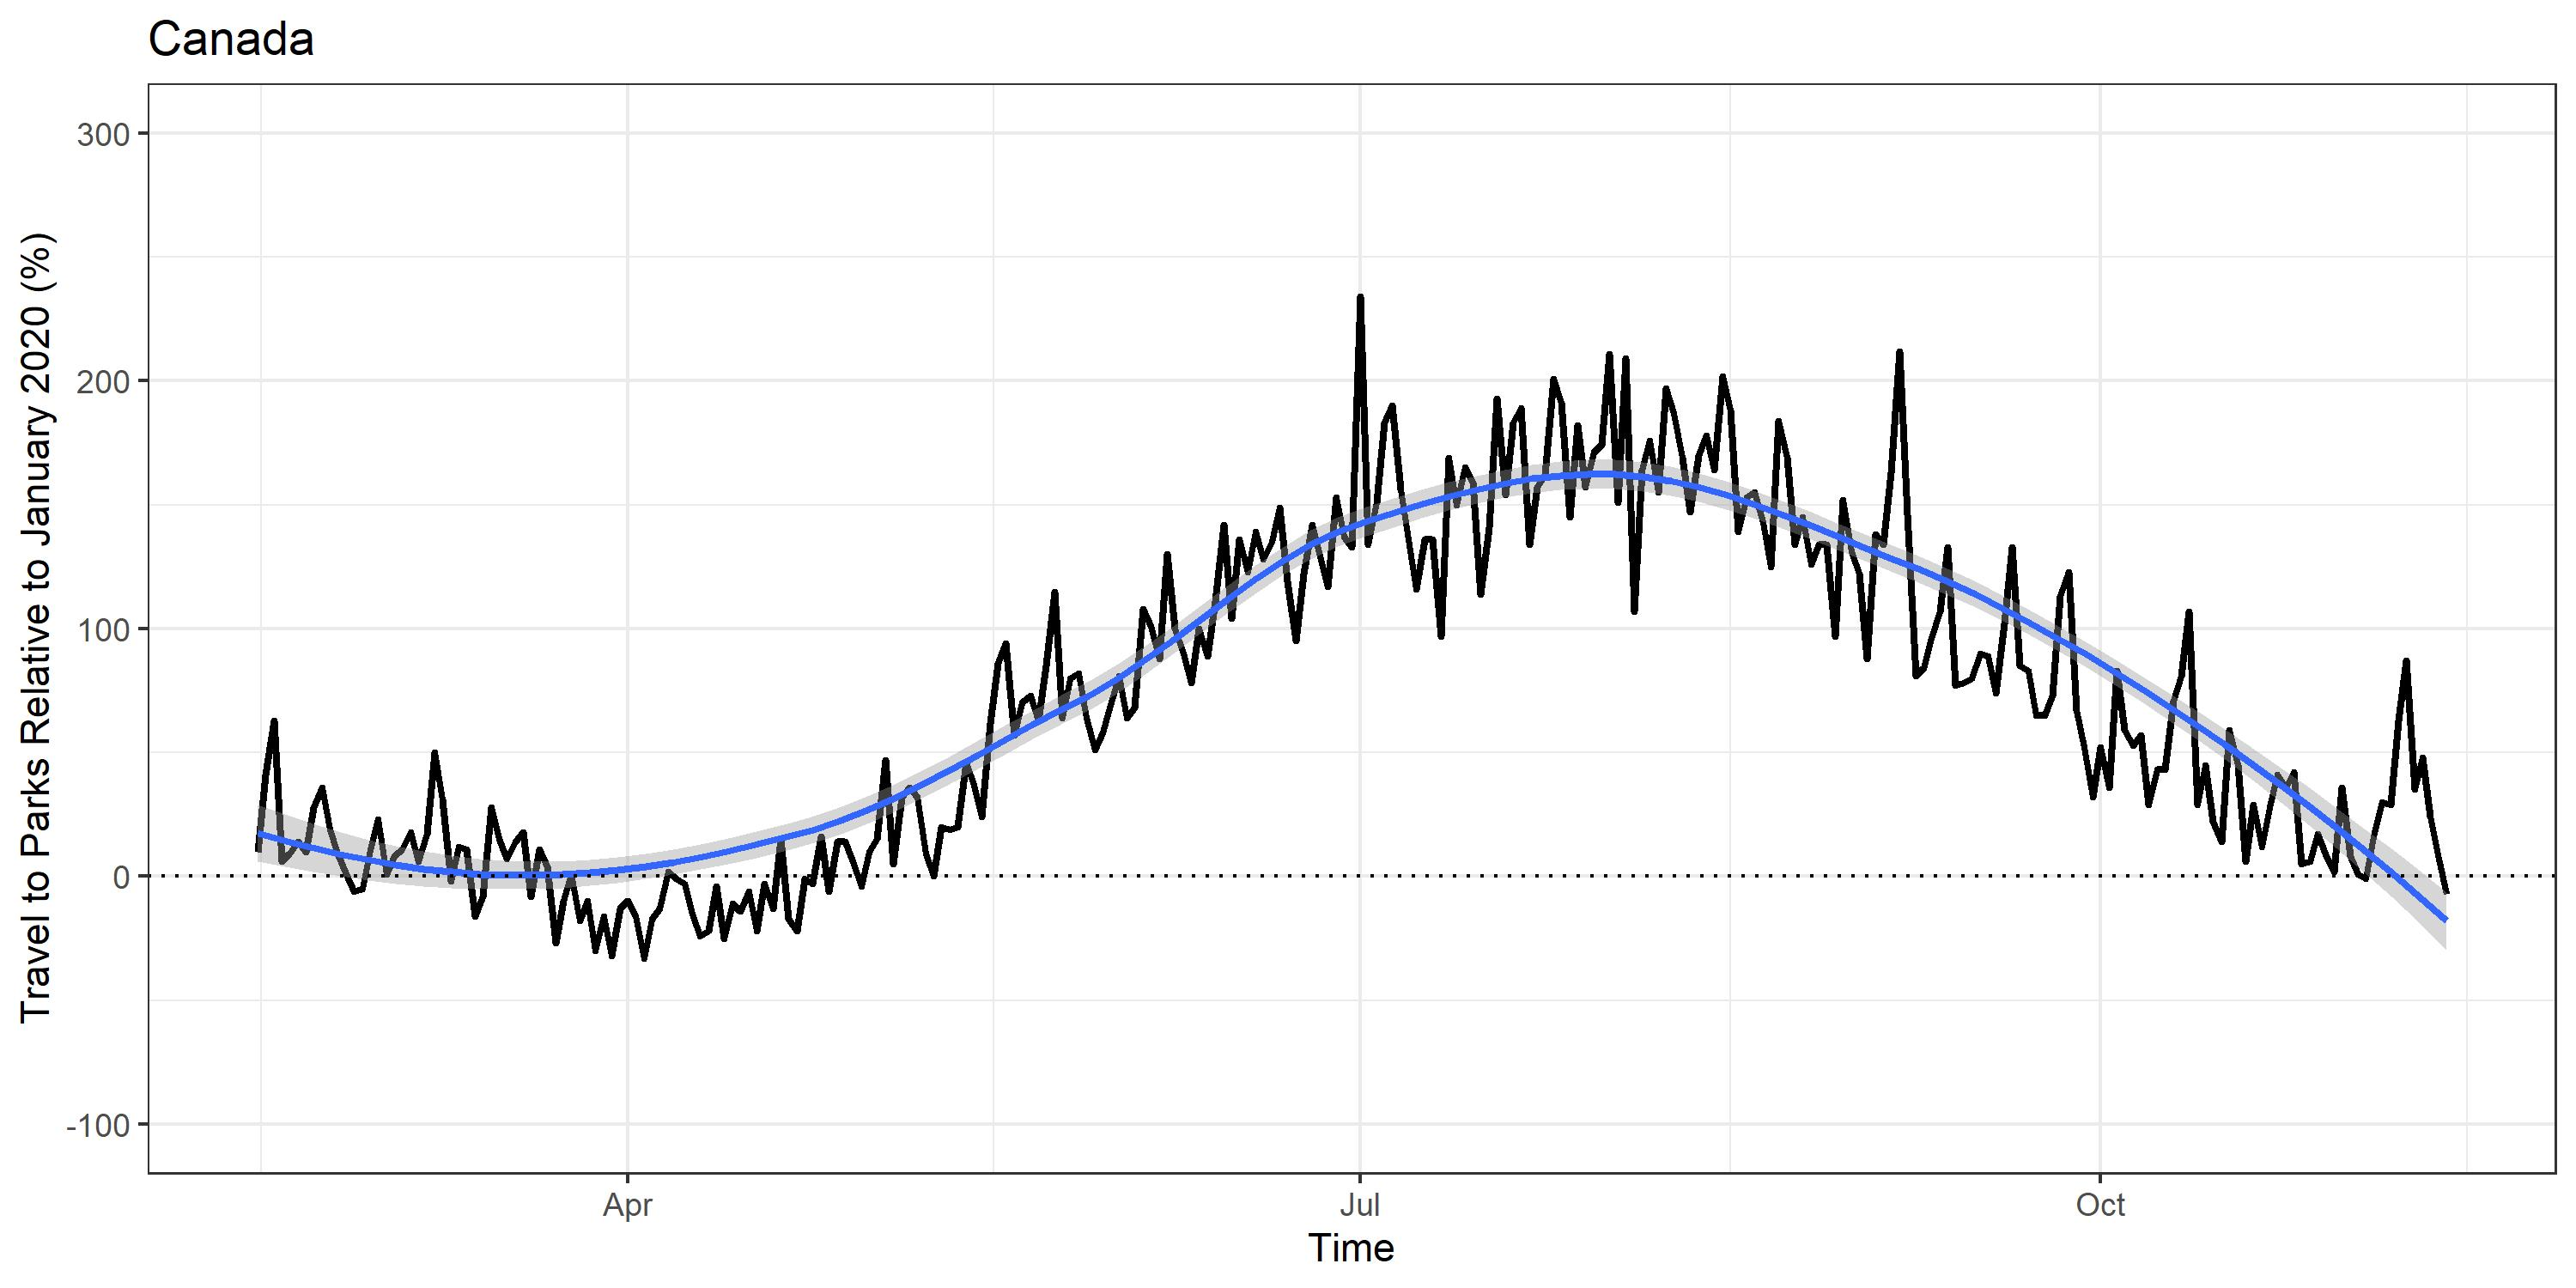 Canada
Travel to Parks Relative to January 2020 (%)
300
200
100
0
-100
Apr
Jul
Oct
Time